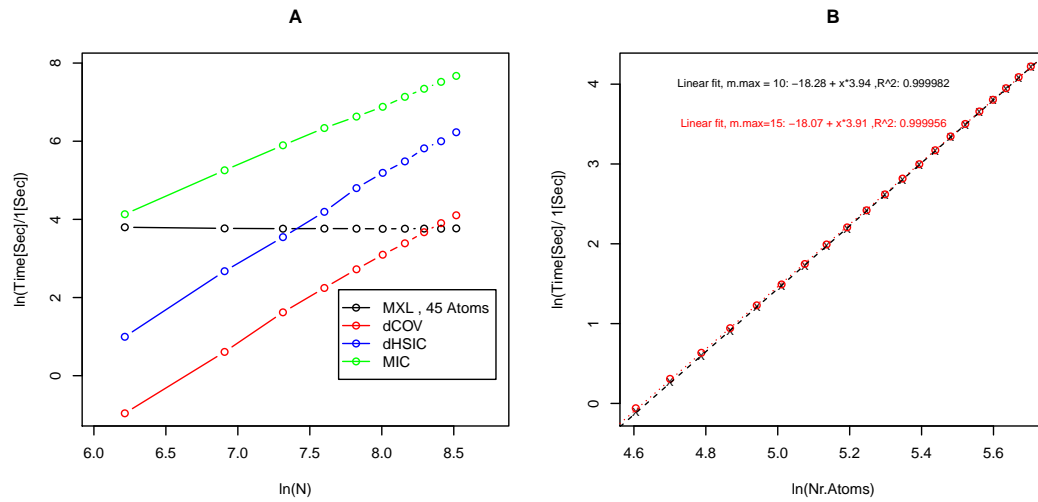 A
ln(Time[Sec]/1[Sec])
8
6
4
2
0
MXL , 45 Atoms
dCOV
dHSIC
MIC
6.0 6.5 7.0 7.5 8.0 8.5
ln(N)
B
ln(Time[Sec]/ 1[Sec])
4
3
2
1
0
Linear fit, m.max = 10: −18.28 + x*3.94 ,R^2: 0.999982
Linear fit, m.max=15: −18.07 + x*3.91 ,R^2: 0.999956
4.6 4.8 5.0 5.2 5.4 5.6
ln(Nr.Atoms)